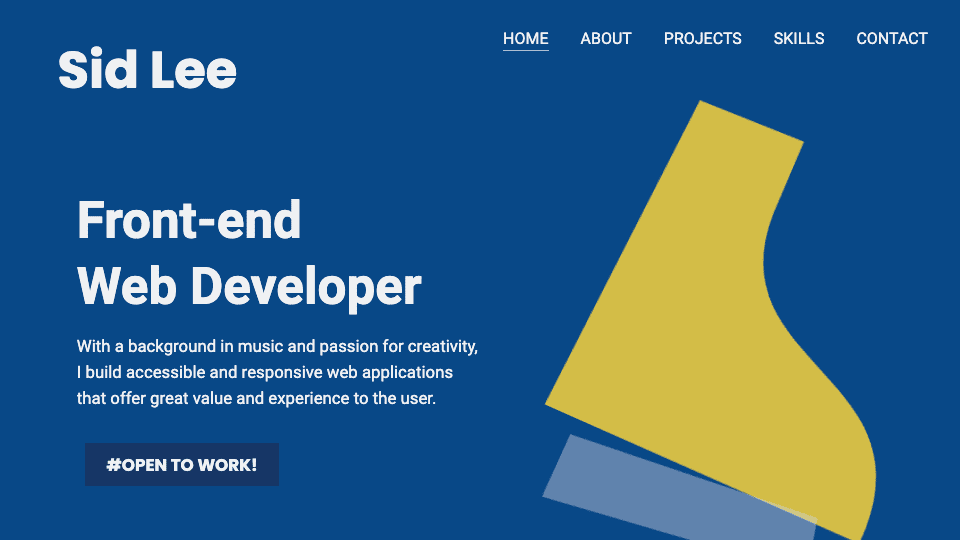 Sid Lee
HOME ABOUT PROJECTS SKILLS CONTACT
Front-end
Web Developer
With a background in music and passion for creativity,
I build accessible and responsive web applications
that offer great value and experience to the user.
#OPEN TO WORK!